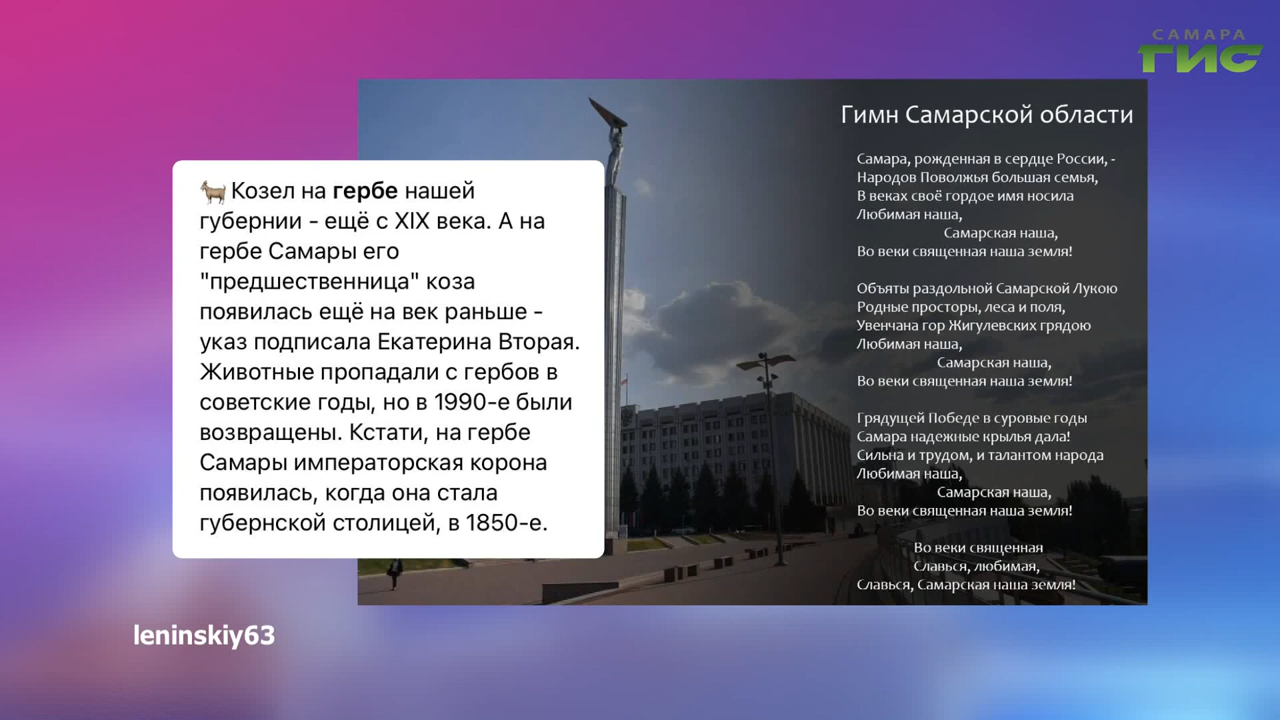 САМАРА
ГИС
Козел на гербе нашей
губернии - ещё с XIX века. А на
гербе Самары его
"предшественница" коза
появилась ещё на век раньше -
указ подписала Екатерина Вторая.
Животные пропадали с гербов в
советские годы, но в 1990-е были
возвращены. Кстати, на гербе
Самары императорская корона
появилась, когда она стала
губернской столицей, в 1850-е.
Гимн Самарской области
Самара, рожденная в сердце России, -
Народов Поволжья большая семья,
В веках своё гордое имя носила
Любимая наша,
Самарская наша,
Во веки священная наша земля!
Объяты раздольной Самарской Лукою
Родные просторы, леса и поля,
Увенчана гор Жигулевских грядою
Любимая наша,
Самарская наша,
Во веки священная наша земля!
Грядущей Победе в суровые годы
Самара надежные крылья дала!
Сильна и трудом, и талантом народа
Любимая наша,
Самарская наша,
Во веки священная наша земля!
Во веки священная
Славься, любимая,
Славься, Самарская наша земля!
leninskiy63